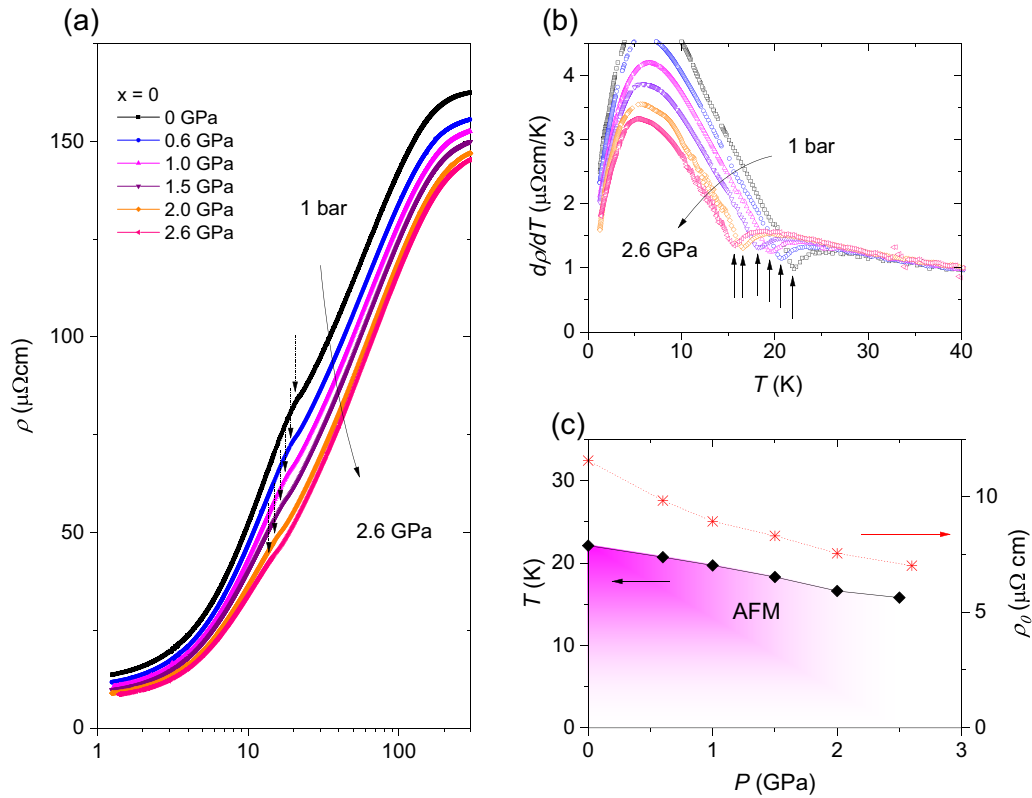 (a)
x = 0
0 GPa
0.6 GPa
1.0 GPa
1.5 GPa
2.0 GPa
2.6 GPa
1 bar
2.6 GPa
ρ (μΩcm)
150
100
50
0
1
10
100
(b)
1 bar
2.6 GPa
dρ/dT (μΩcm/K)
4
3
2
1
0
0
10
20
30
40
T (K)
(c)
AFM
T (K)
30
20
10
0
10
5
0
ρ0 (μΩ cm)
0
1
2
3
P (GPa)